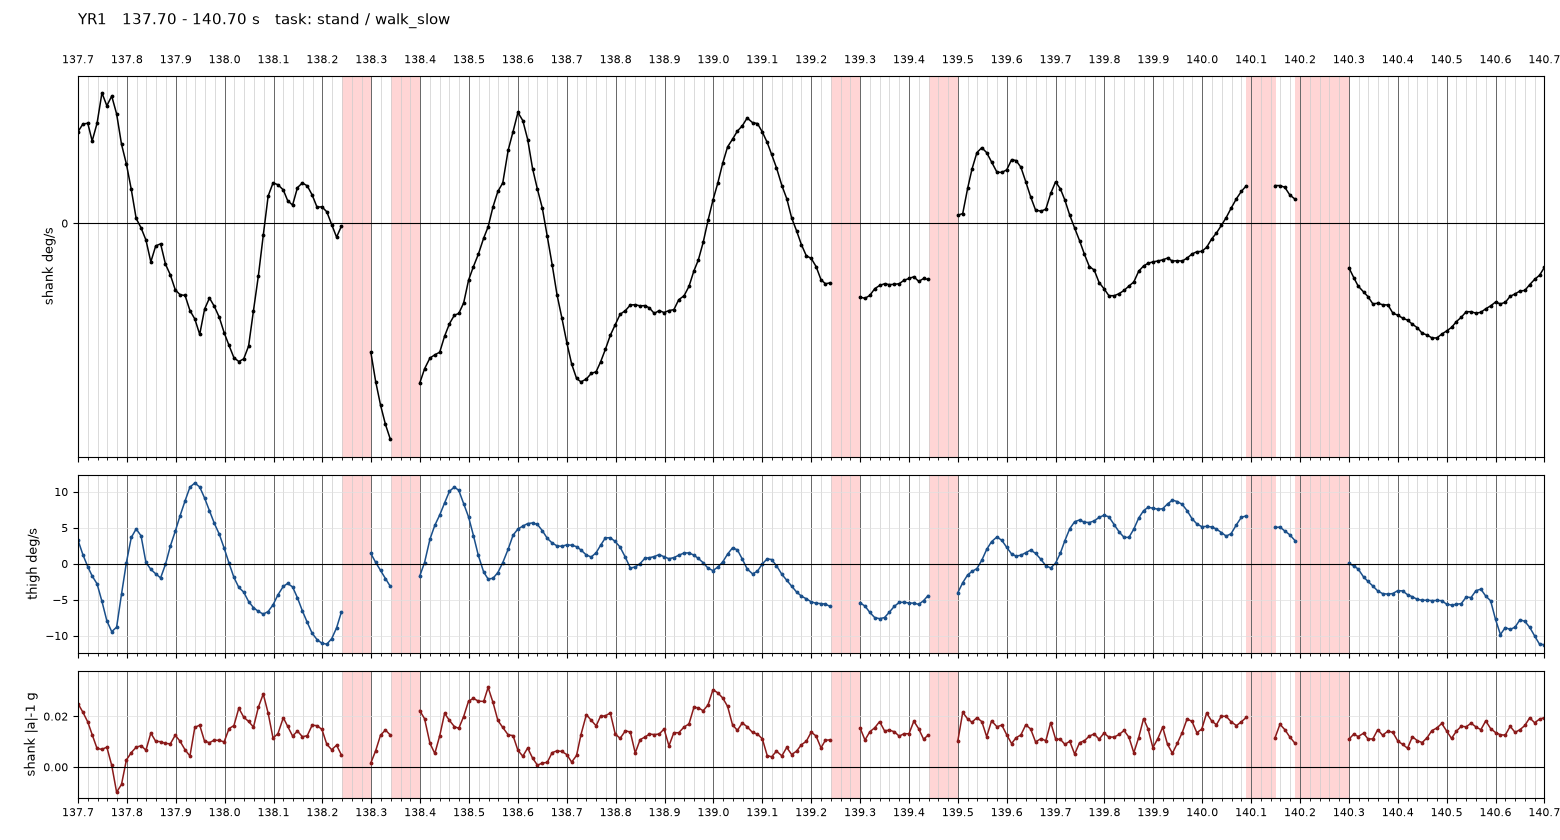 YR1   137.70 - 140.70 s   task: stand / walk_slow
137.7 137.8 137.9 138.0 138.1 138.2 138.3 138.4 138.5 138.6 138.7 138.8 138.9 139.0 139.1 139.2 139.3 139.4 139.5 139.6 139.7 139.8 139.9 140.0 140.1 140.2 140.3 140.4 140.5 140.6 140.7
shank deg/s
0
thigh deg/s
10
5
0
−5
−10
shank |a|-1 g
0.02
0.00
137.7 137.8 137.9 138.0 138.1 138.2 138.3 138.4 138.5 138.6 138.7 138.8 138.9 139.0 139.1 139.2 139.3 139.4 139.5 139.6 139.7 139.8 139.9 140.0 140.1 140.2 140.3 140.4 140.5 140.6 140.7